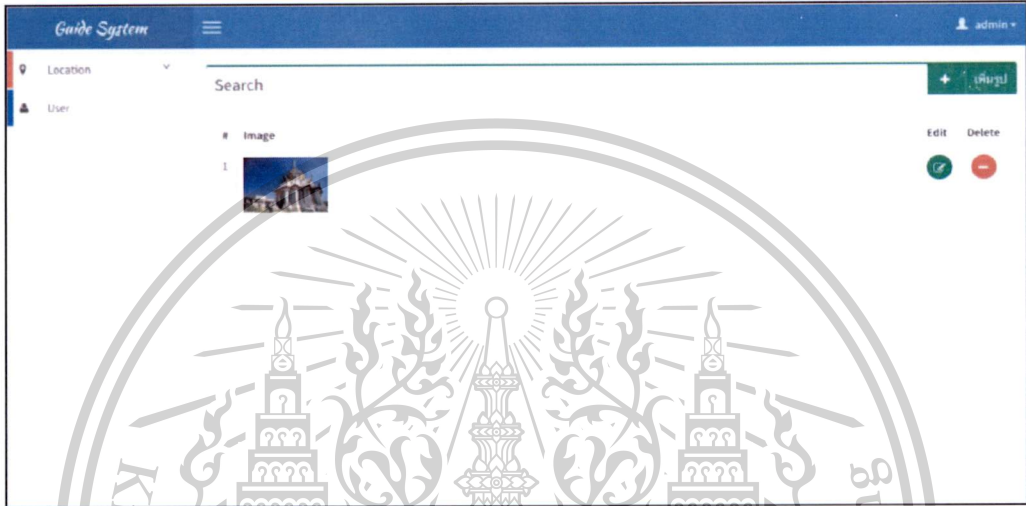 Guide System
admin
Location
User
Search
+ เพิ่มรูป
# Image
Edit Delete
1